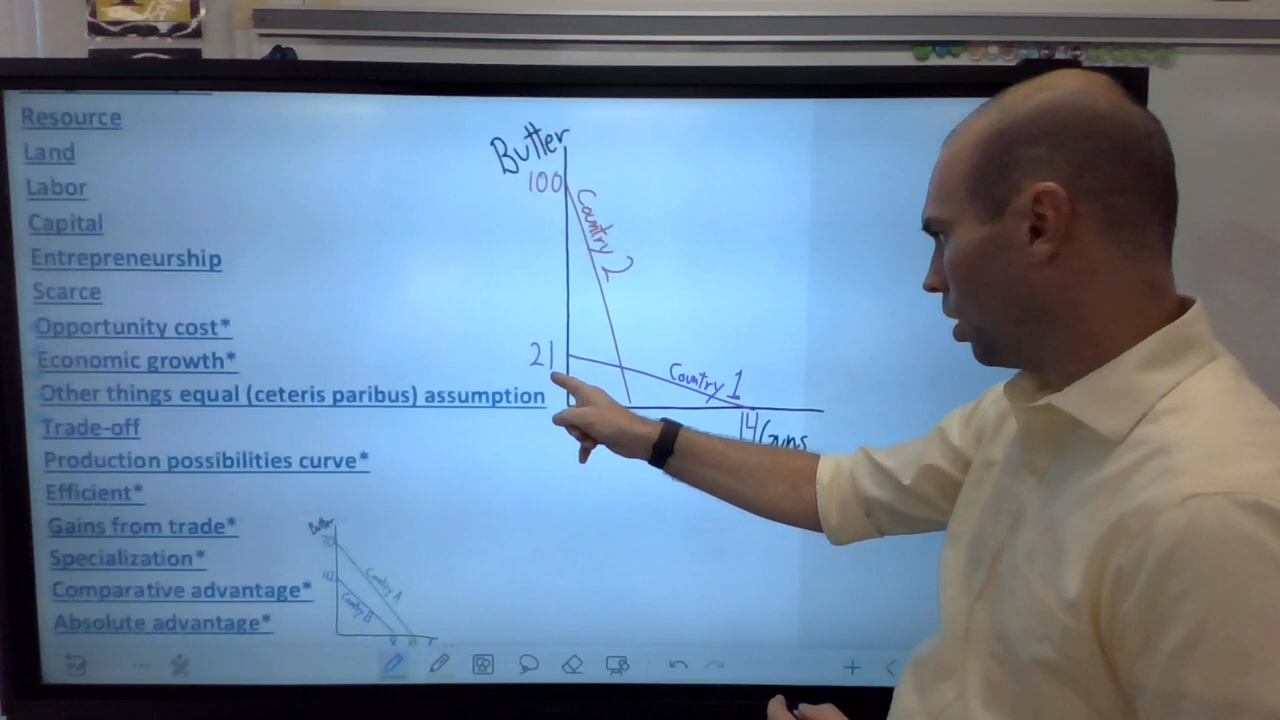 Resource
Land
Labor
Capital
Entrepreneurship
Scarce
Opportunity cost*
Economic growth*
Other things equal (ceteris paribus) assumption
Trade-off
Production possibilities curve*
Efficient*
Gains from trade*
Specialization*
Comparative advantage*
Absolute advantage*
Butter
100
Country 2
21
Country 1
14 Guns
Butter
70
Country A
42
Country B